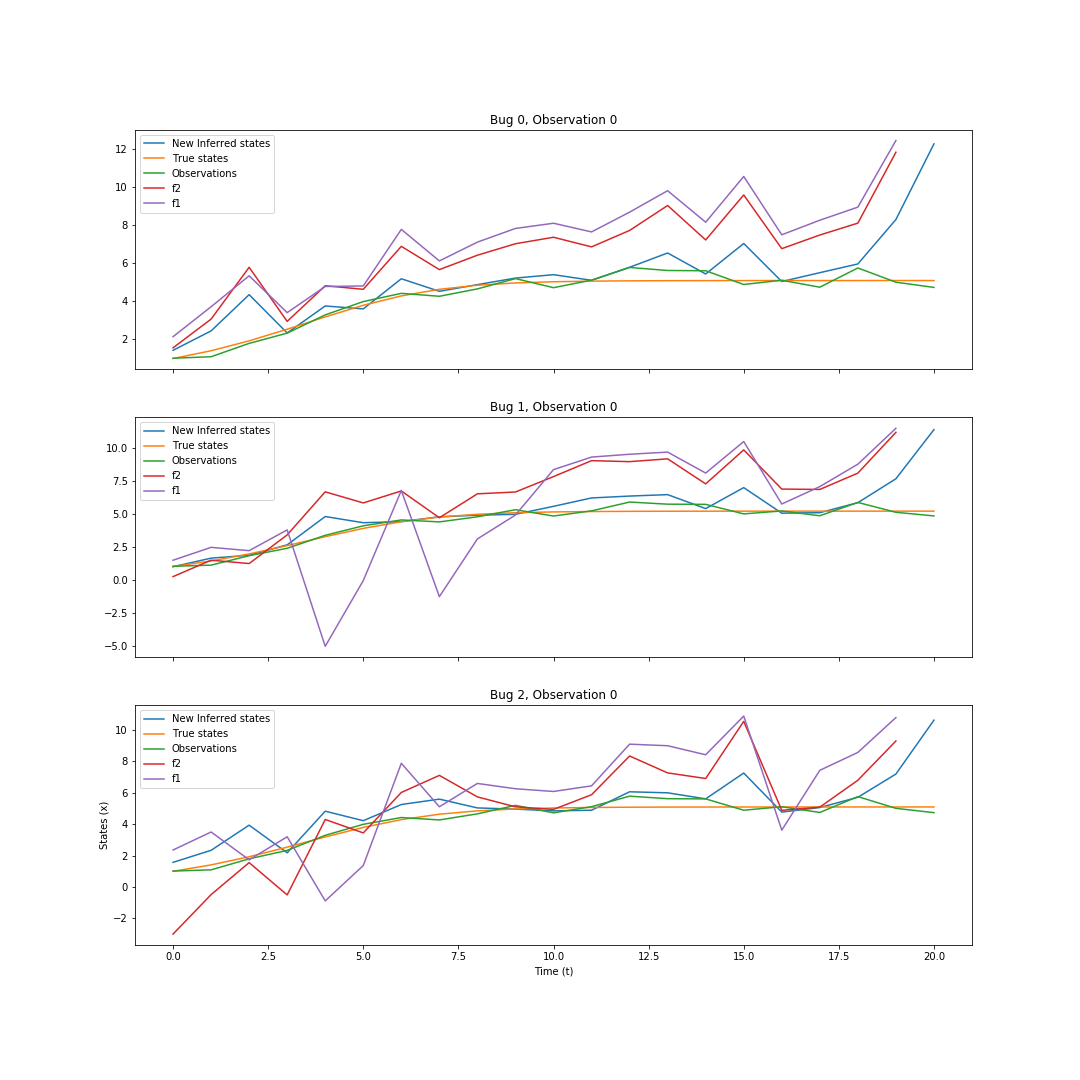 Bug 0, Observation 0
New Inferred states
True states
Observations
f2
f1
12
10
8
6
4
2
Bug 1, Observation 0
New Inferred states
True states
Observations
f2
f1
10.0
7.5
5.0
2.5
0.0
−2.5
−5.0
Bug 2, Observation 0
New Inferred states
True states
Observations
f2
f1
10
8
6
4
2
0
−2
States (x)
0.0 2.5 5.0 7.5 10.0 12.5 15.0 17.5 20.0
Time (t)